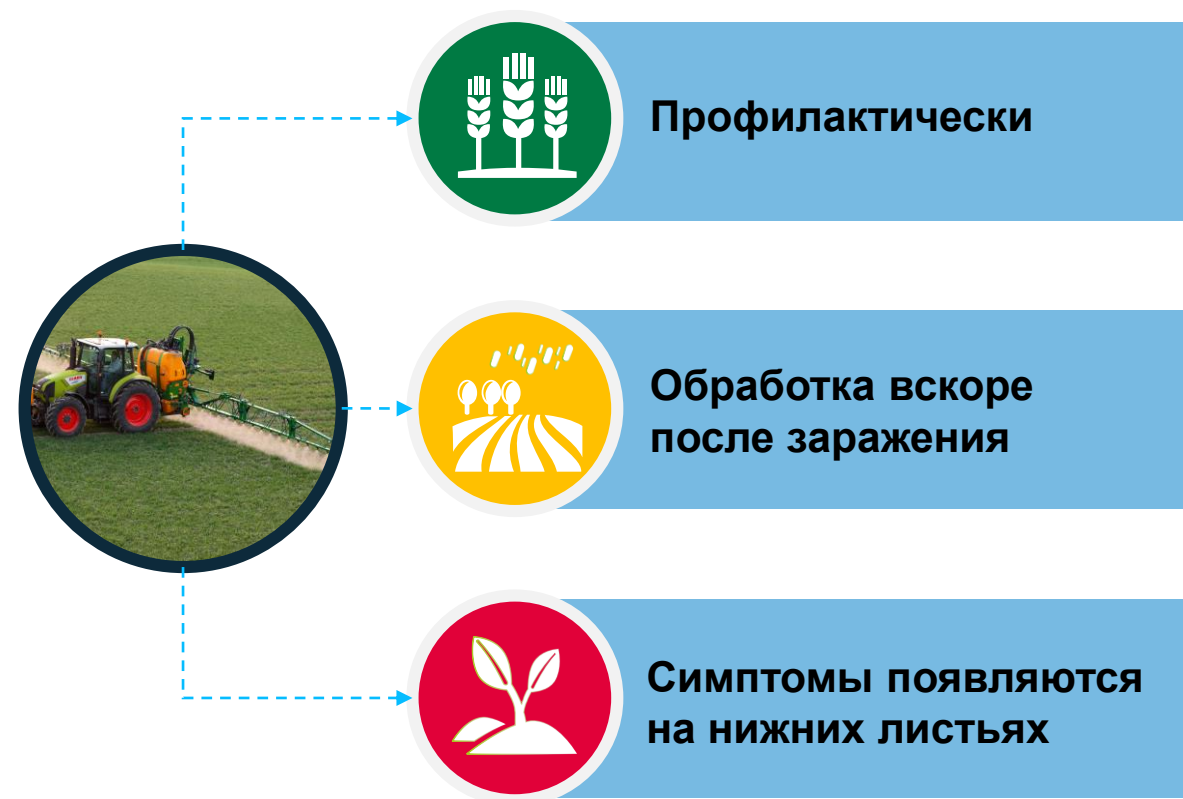 Профилактически
Обработка вскоре
после заражения
Симптомы появляются
на нижних листьях